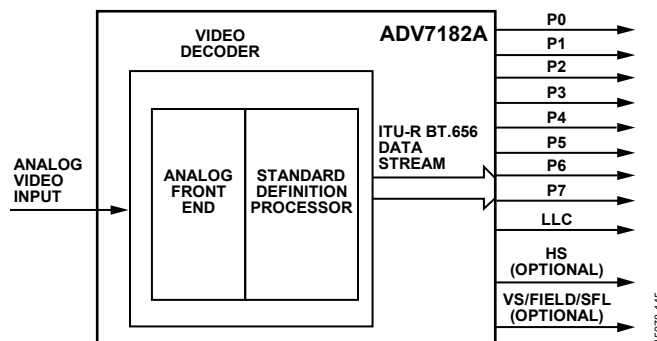 VIDEO
DECODER
ADV7182A
ANALOG
VIDEO
INPUT
ANALOG
FRONT
END
STANDARD
DEFINITION
PROCESSOR
ITU-R BT.656
DATA
STREAM
P0
P1
P2
P3
P4
P5
P6
P7
LLC
HS
(OPTIONAL)
VS/FIELD/SFL
(OPTIONAL)